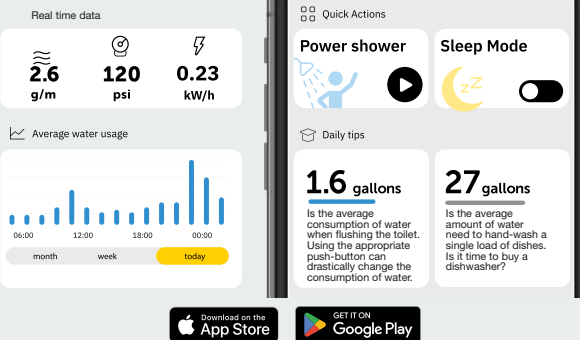 Real time data
2.6
120
0.23
g/m
psi
kW/h
Average water usage
06:00
12:00
18:00
00:00
month
week
today
Quick Actions
Power shower
Sleep Mode
zzz
Daily tips
1.6 gallons
Is the average
consumption of water
when flushing the toilet.
Using the appropriate
push-button can
drastically change the
consumption of water.
27 gallons
Is the average
amount of water
need to hand-wash a
single load of dishes.
Is it time to buy a
dishwasher?
Download on the
App Store
GET IT ON
Google Play